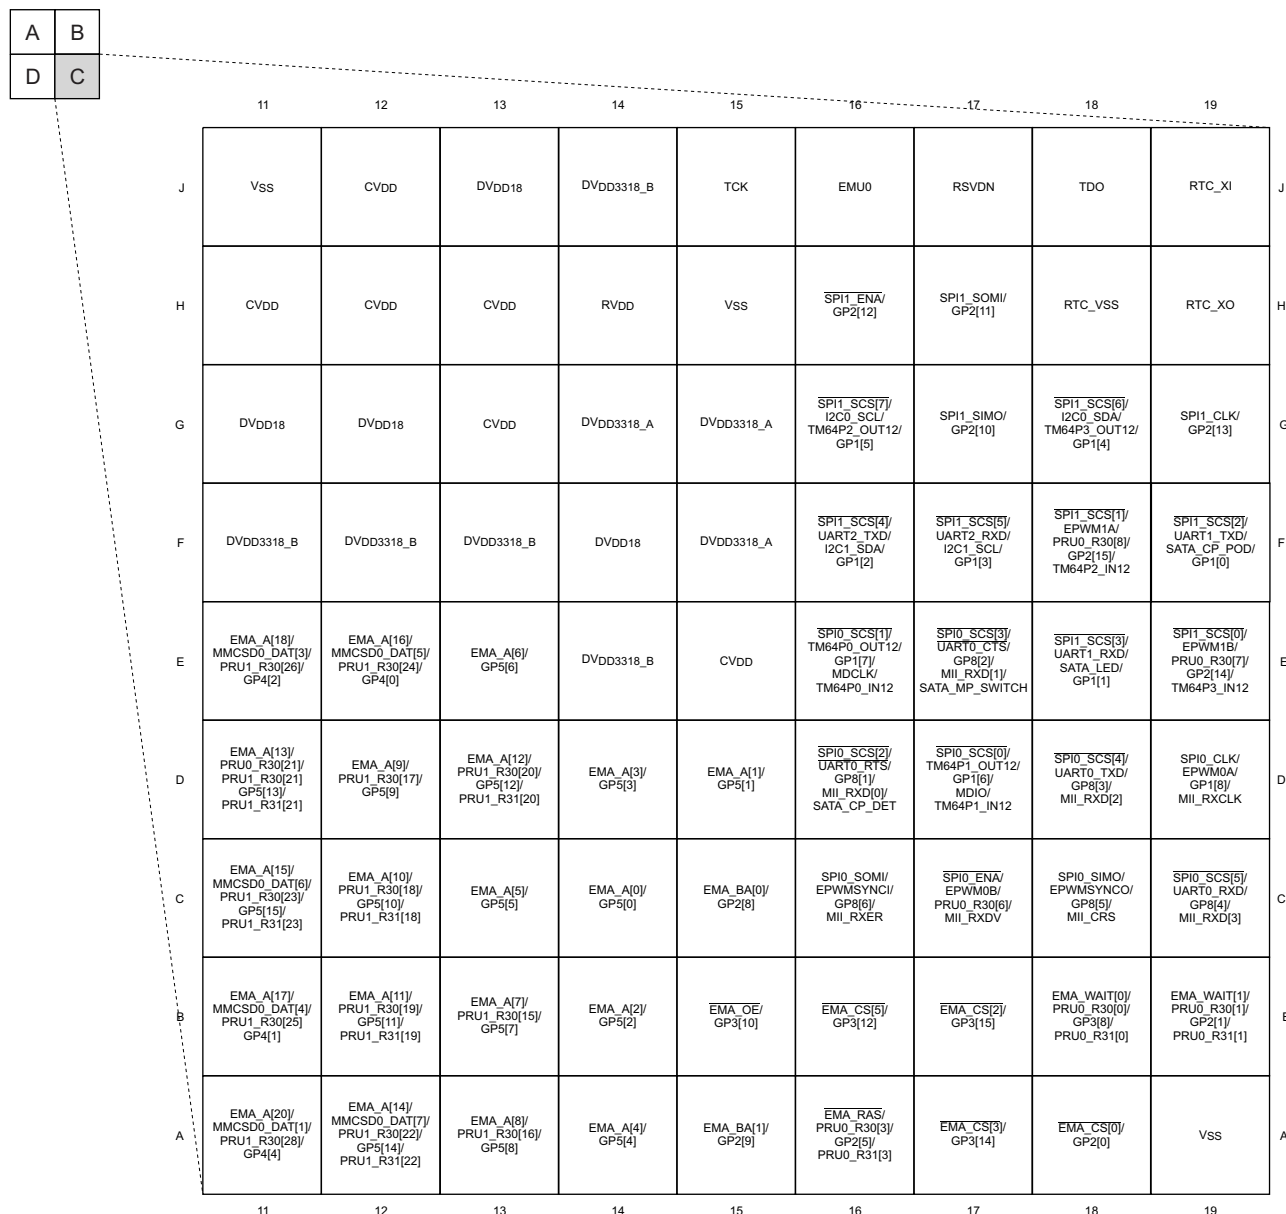 A B
D C
11 12 13 14 15 16 17 18 19
J
VSS
CVDD
DVDD18
DVDD3318_B
TCK
EMU0
RSVDN
TDO
RTC_XI
J
H
CVDD
CVDD
CVDD
RVDD
VSS
SPI1_ENA/
GP2[12]
SPI1_SOMI/
GP2[11]
RTC_VSS
RTC_XO
H
G
DVDD18
DVDD18
CVDD
DVDD3318_A
DVDD3318_A
SPI1_SCS[7]/
I2C0_SCL/
TM64P2_OUT12/
GP1[5]
SPI1_SIMO/
GP2[10]
SPI1_SCS[6]/
I2C0_SDA/
TM64P3_OUT12/
GP1[4]
SPI1_CLK/
GP2[13]
G
F
DVDD3318_B
DVDD3318_B
DVDD3318_B
DVDD18
DVDD3318_A
SPI1_SCS[4]/
UART2_TXD/
I2C1_SDA/
GP1[2]
SPI1_SCS[5]/
UART2_RXD/
I2C1_SCL/
GP1[3]
SPI1_SCS[1]/
EPWM1A/
PRU0_R30[8]/
GP2[15]/
TM64P2_IN12
SPI1_SCS[2]/
UART1_TXD/
SATA_CP_POD/
GP1[0]
F
E
EMA_A[18]/
MMCSD0_DAT[3]/
PRU1_R30[26]/
GP4[2]
EMA_A[16]/
MMCSD0_DAT[5]/
PRU1_R30[24]/
GP4[0]
EMA_A[6]/
GP5[6]
DVDD3318_B
CVDD
SPI0_SCS[1]/
TM64P0_OUT12/
GP1[7]/
MDCLK/
TM64P0_IN12
SPI0_SCS[3]/
UART0_CTS/
GP8[2]/
MII_RXD[1]/
SATA_MP_SWITCH
SPI1_SCS[3]/
UART1_RXD/
SATA_LED/
GP1[1]
SPI1_SCS[0]/
EPWM1B/
PRU0_R30[7]/
GP2[14]/
TM64P3_IN12
E
D
EMA_A[13]/
PRU0_R30[21]/
PRU1_R30[21]
GP5[13]/
PRU1_R31[21]
EMA_A[9]/
PRU1_R30[17]/
GP5[9]
EMA_A[12]/
PRU1_R30[20]/
GP5[12]/
PRU1_R31[20]
EMA_A[3]/
GP5[3]
EMA_A[1]/
GP5[1]
SPI0_SCS[2]/
UART0_RTS/
GP8[1]/
MII_RXD[0]/
SATA_CP_DET
SPI0_SCS[0]/
TM64P1_OUT12/
GP1[6]/
MDIO/
TM64P1_IN12
SPI0_SCS[4]/
UART0_TXD/
GP8[3]/
MII_RXD[2]
SPI0_CLK/
EPWM0A/
GP1[8]/
MII_RXCLK
D
C
EMA_A[15]/
MMCSD0_DAT[6]/
PRU1_R30[23]/
GP5[15]/
PRU1_R31[23]
EMA_A[10]/
PRU1_R30[18]/
GP5[10]/
PRU1_R31[18]
EMA_A[5]/
GP5[5]
EMA_A[0]/
GP5[0]
EMA_BA[0]/
GP2[8]
SPI0_SOMI/
EPWMSYNCI/
GP8[6]/
MII_RXER
SPI0_ENA/
EPWM0B/
PRU0_R30[6]/
MII_RXDV
SPI0_SIMO/
EPWMSYNCO/
GP8[5]/
MII_CRS
SPI0_SCS[5]/
UART0_RXD/
GP8[4]/
MII_RXD[3]
C
B
EMA_A[17]/
MMCSD0_DAT[4]/
PRU1_R30[25]
GP4[1]
EMA_A[11]/
PRU1_R30[19]/
GP5[11]/
PRU1_R31[19]
EMA_A[7]/
PRU1_R30[15]/
GP5[7]
EMA_A[2]/
GP5[2]
EMA_OE/
GP3[10]
EMA_CS[5]/
GP3[12]
EMA_CS[2]/
GP3[15]
EMA_WAIT[0]/
PRU0_R30[0]/
GP3[8]/
PRU0_R31[0]
EMA_WAIT[1]/
PRU0_R30[1]/
GP2[1]/
PRU0_R31[1]
B
A
EMA_A[20]/
MMCSD0_DAT[1]/
PRU1_R30[28]/
GP4[4]
EMA_A[14]/
MMCSD0_DAT[7]/
PRU1_R30[22]/
GP5[14]/
PRU1_R31[22]
EMA_A[8]/
PRU1_R30[16]/
GP5[8]
EMA_A[4]/
GP5[4]
EMA_BA[1]/
GP2[9]
EMA_RAS/
PRU0_R30[3]/
GP2[5]/
PRU0_R31[3]
EMA_CS[3]/
GP3[14]
EMA_CS[0]/
GP2[0]
VSS
A
11 12 13 14 15 16 17 18 19